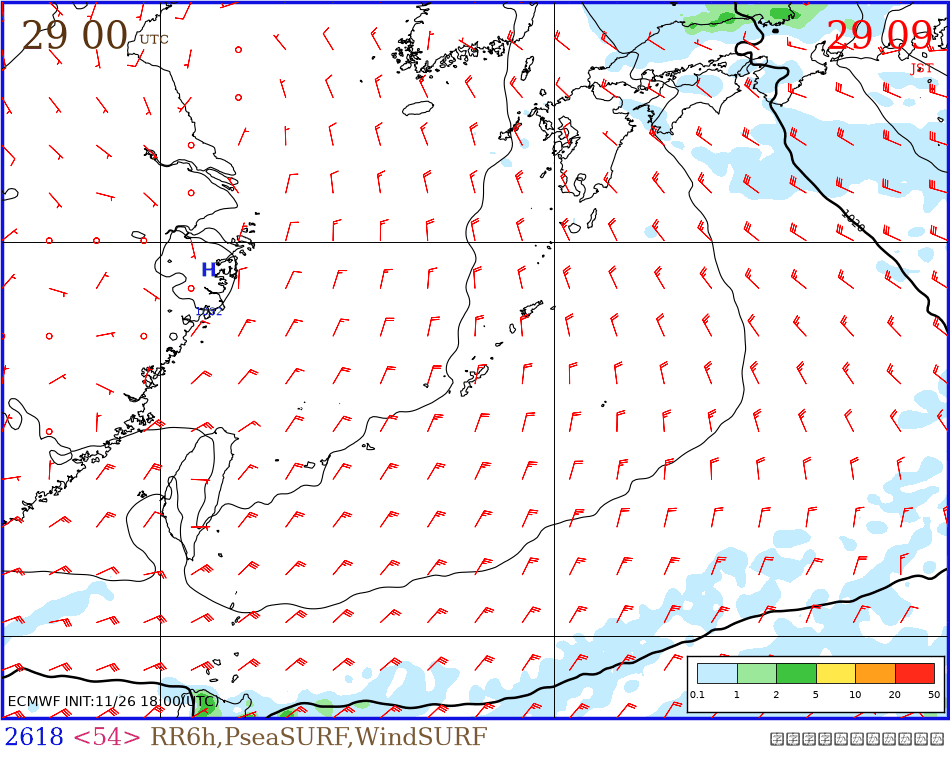 29 00 UTC
29 09
JST
1020
H
ECMWF INIT:11/26 18:00(UTC)
0.1 1 2 5 10 20 50
2618 <54> RR6h,PseaSURF,WindSURF